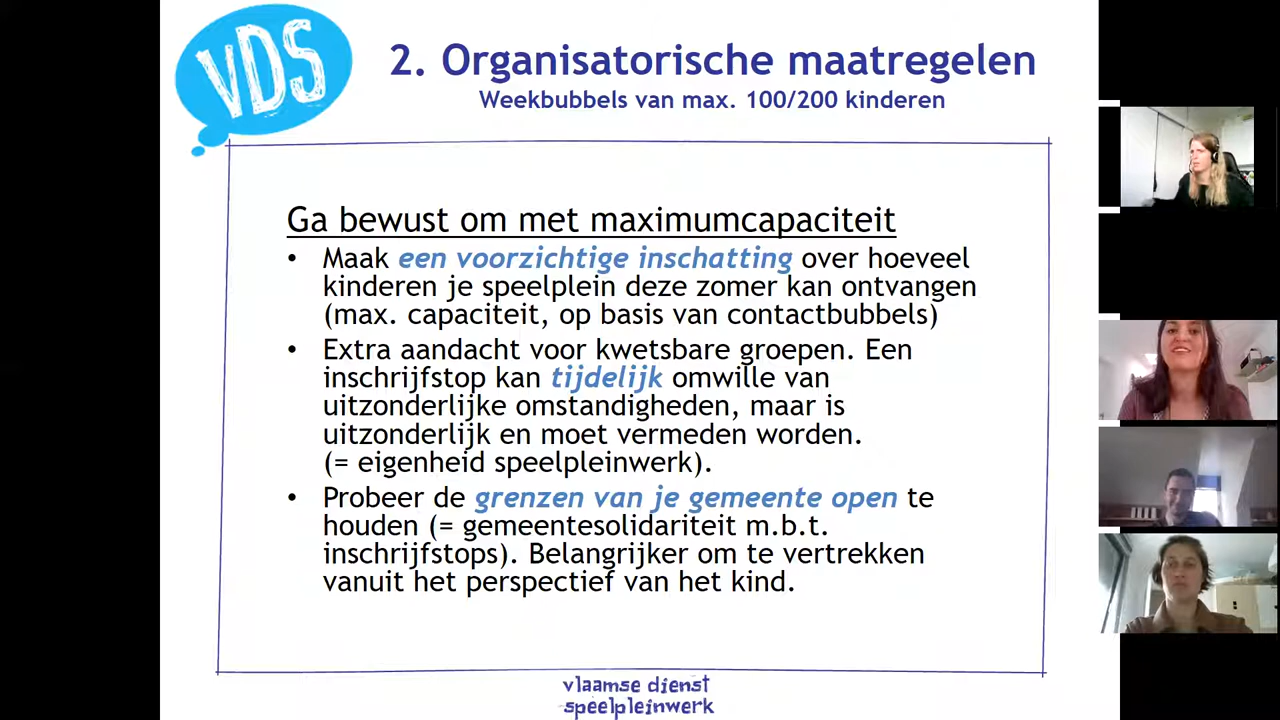 VDS
2. Organisatorische maatregelen
Weekbubbels van max. 100/200 kinderen
Ga bewust om met maximumcapaciteit
• Maak een voorzichtige inschatting over hoeveel
kinderen je speelplein deze zomer kan ontvangen
(max. capaciteit, op basis van contactbubbels)
• Extra aandacht voor kwetsbare groepen. Een
inschrijfstop kan tijdelijk omwille van
uitzonderlijke omstandigheden, maar is
uitzonderlijk en moet vermeden worden.
(= eigenheid speelpleinwerk).
• Probeer de grenzen van je gemeente open te
houden (= gemeentesolidariteit m.b.t.
inschrijfstops). Belangrijker om te vertrekken
vanuit het perspectief van het kind.
vlaamse dienst
speelpleinwerk